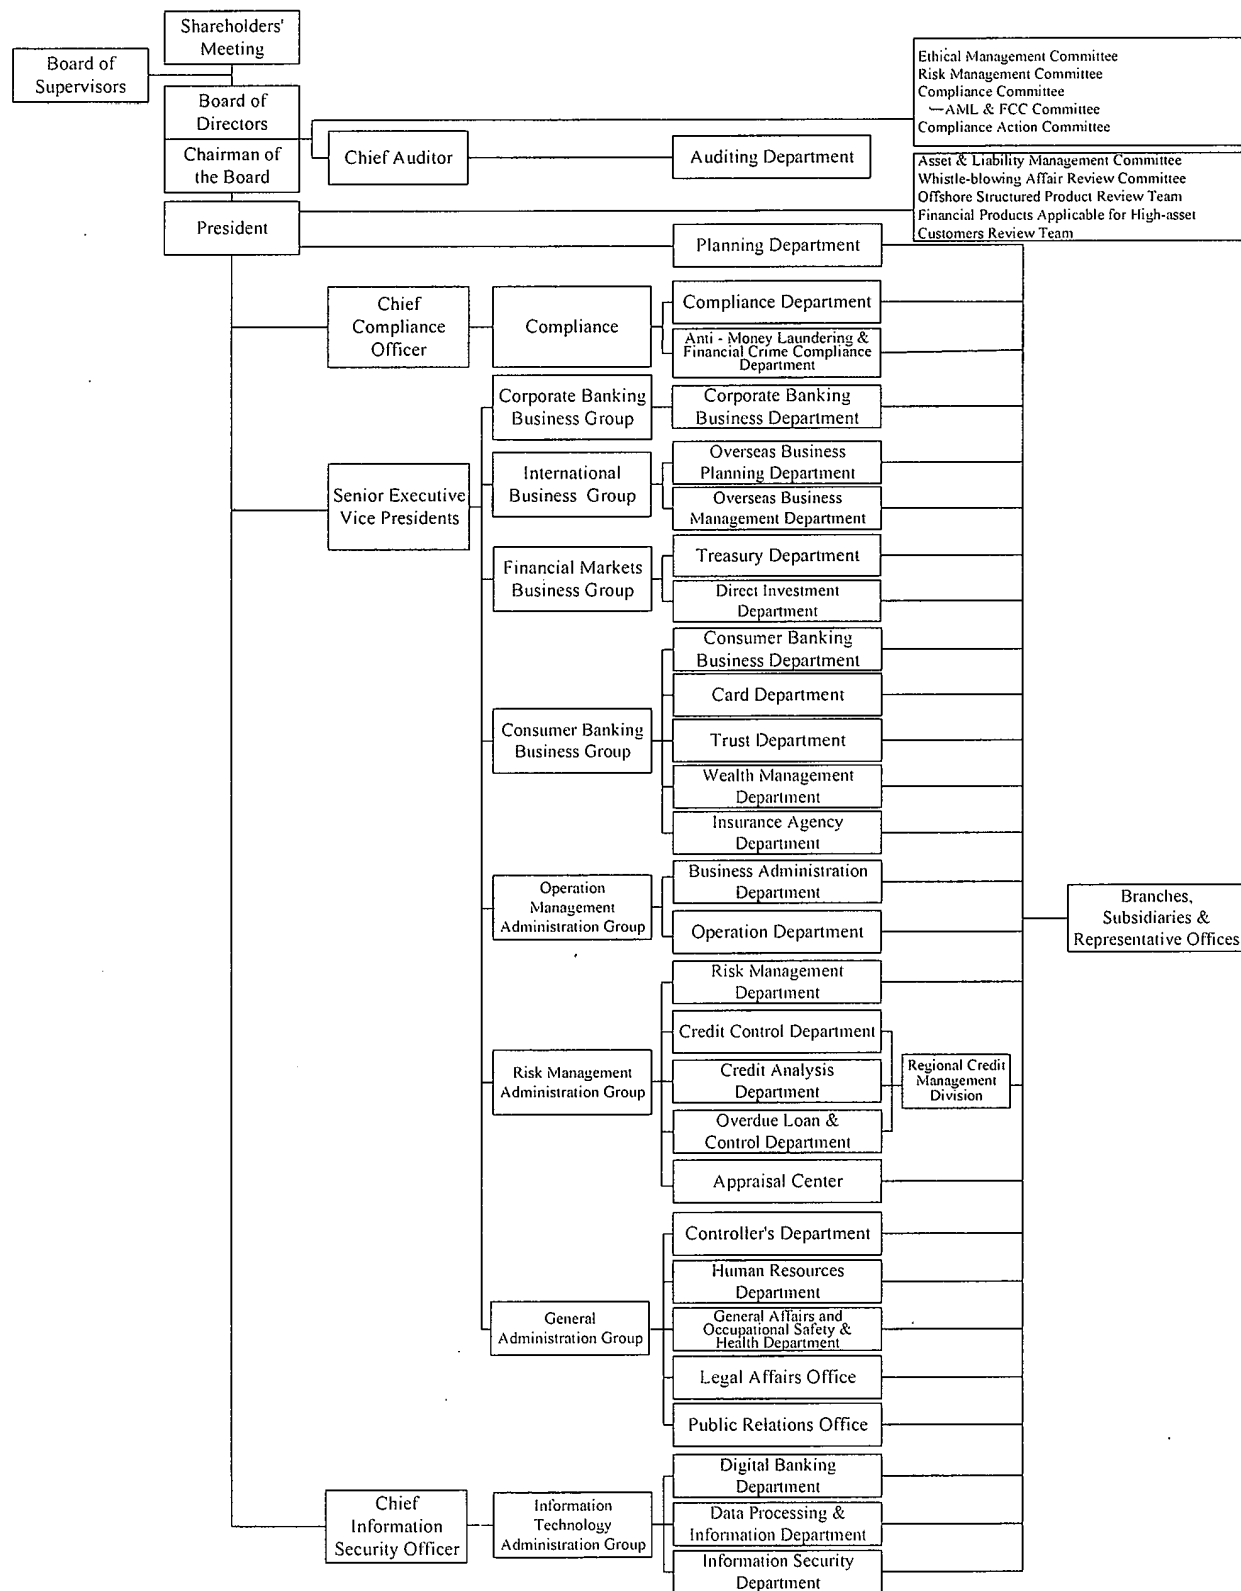 Shareholders'
Meeting
Board of
Supervisors
Board of
Directors
Chairman of
the Board
Chief Auditor
Auditing Department
Ethical Management Committee
Risk Management Committee
Compliance Committee
—AML & FCC Committee
Compliance Action Committee
Asset & Liability Management Committee
Whistle-blowing Affair Review Committee
Offshore Structured Product Review Team
Financial Products Applicable for High-asset
Customers Review Team
President
Planning Department
Chief
Compliance
Officer
Compliance
Compliance Department
Anti - Money Laundering &
Financial Crime Compliance
Department
Senior Executive
Vice Presidents
Corporate Banking
Business Group
Corporate Banking
Business Department
International
Business Group
Overseas Business
Planning Department
Overseas Business
Management Department
Financial Markets
Business Group
Treasury Department
Direct Investment
Department
Consumer Banking
Business Group
Consumer Banking
Business Department
Card Department
Trust Department
Wealth Management
Department
Insurance Agency
Department
Operation
Management
Administration Group
Business Administration
Department
Operation Department
Branches,
Subsidiaries &
Representative Offices
Risk Management
Administration Group
Risk Management
Department
Credit Control Department
Credit Analysis
Department
Overdue Loan &
Control Department
Regional Credit
Management
Division
Appraisal Center
General
Administration Group
Controller's Department
Human Resources
Department
General Affairs and
Occupational Safety &
Health Department
Legal Affairs Office
Public Relations Office
Chief
Information
Security Officer
Information
Technology
Administration Group
Digital Banking
Department
Data Processing &
Information Department
Information Security
Department